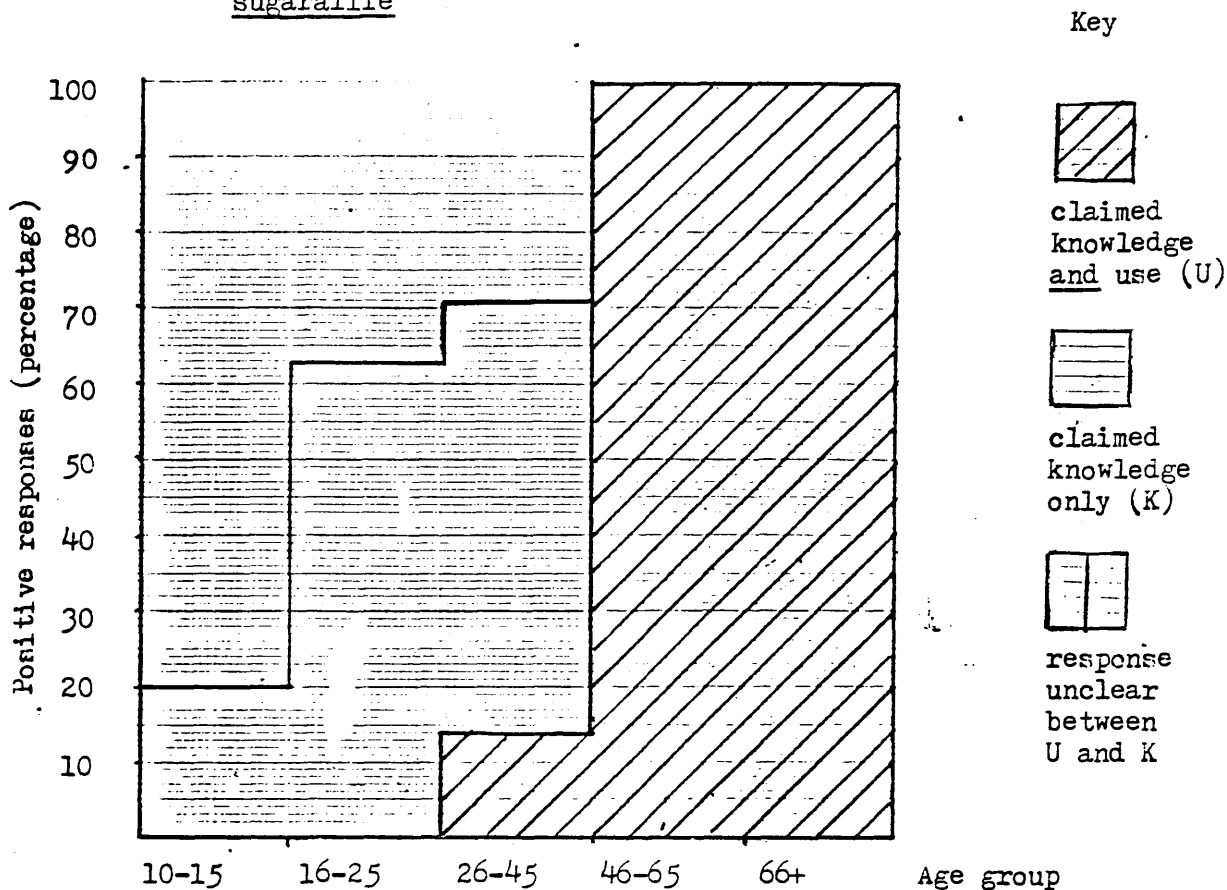 sugarallie
Key
100
90
80
70
60
50
40
30
20
10
Positive responses (percentage)
claimed
knowledge
and use (U)
claimed
knowledge
only (K)
response
unclear
between
U and K
10-15 16-25 26-45 46-65 66+ Age group